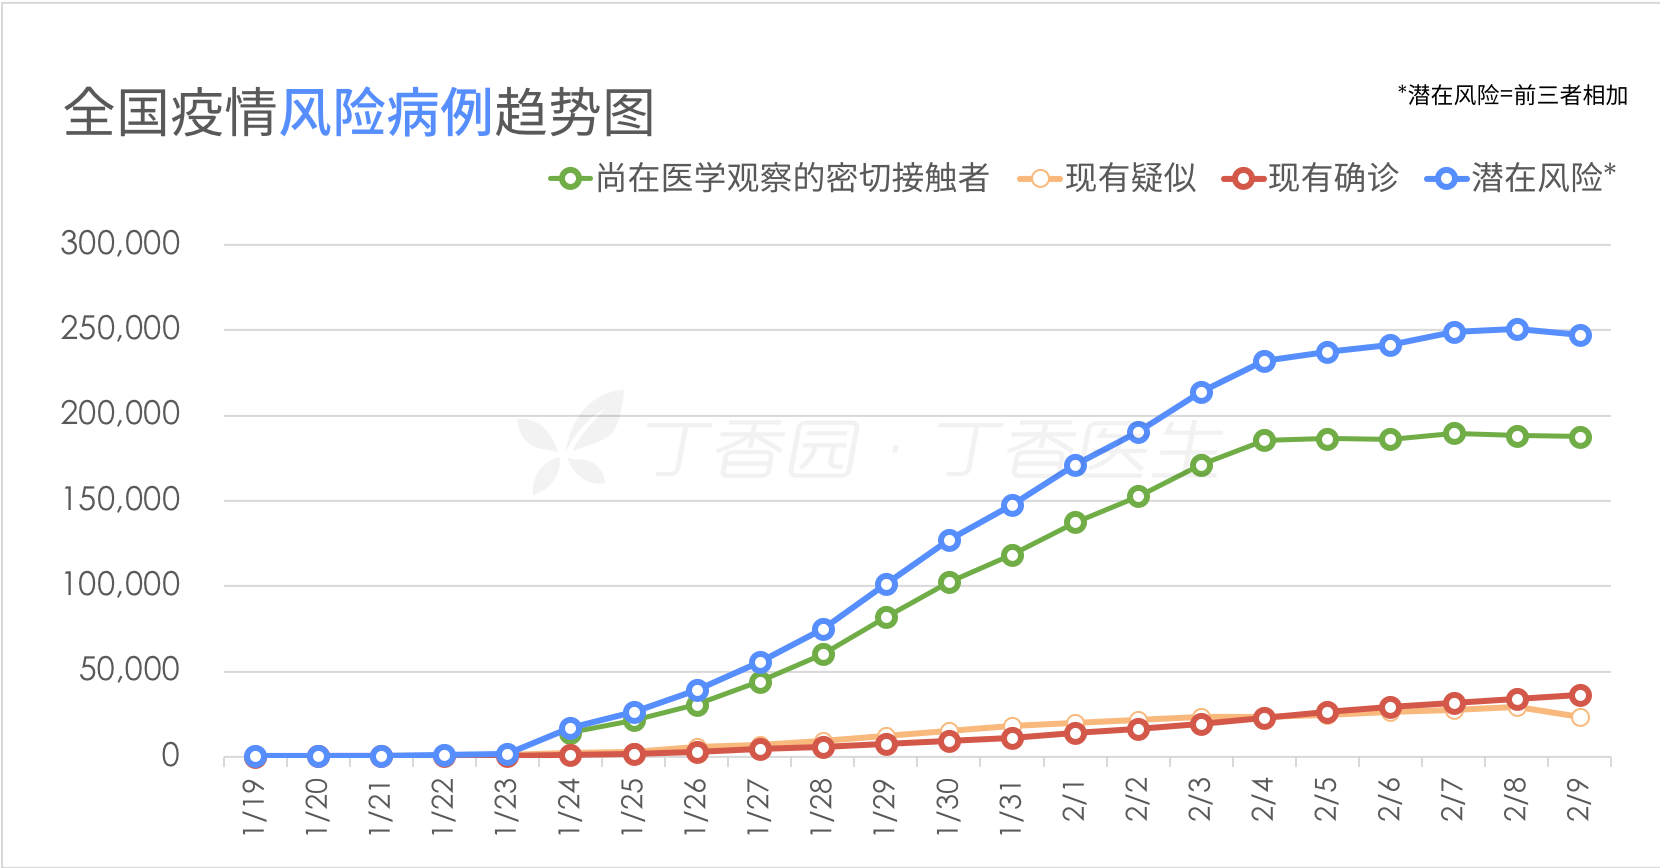 全国疫情风险病例趋势图
*潜在风险=前三者相加
尚在医学观察的密切接触者 现有疑似 现有确诊 潜在风险*
300,000
250,000
200,000
150,000
100,000
50,000
0
丁香园 · 丁香医生
1/19 1/20 1/21 1/22 1/23 1/24 1/25 1/26 1/27 1/28 1/29 1/30 1/31 2/1 2/2 2/3 2/4 2/5 2/6 2/7 2/8 2/9